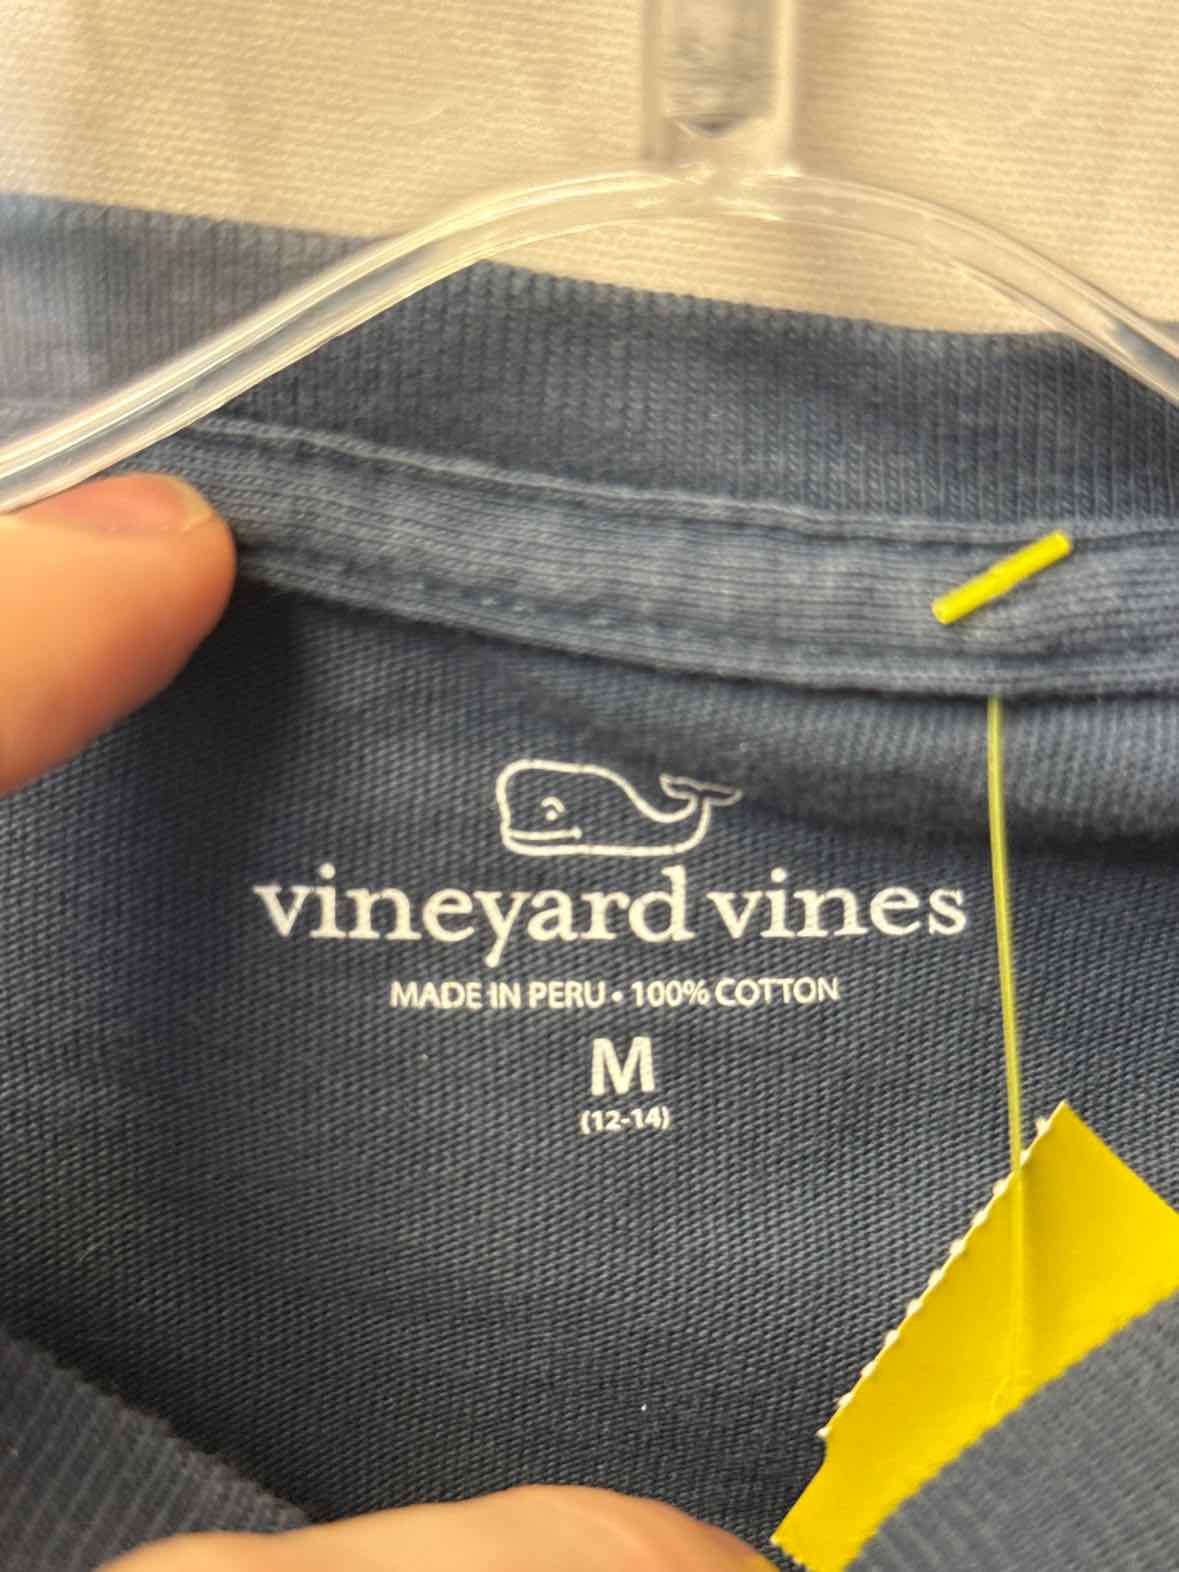 vineyard vines
MADE IN PERU • 100% COTTON
M
(12-14)